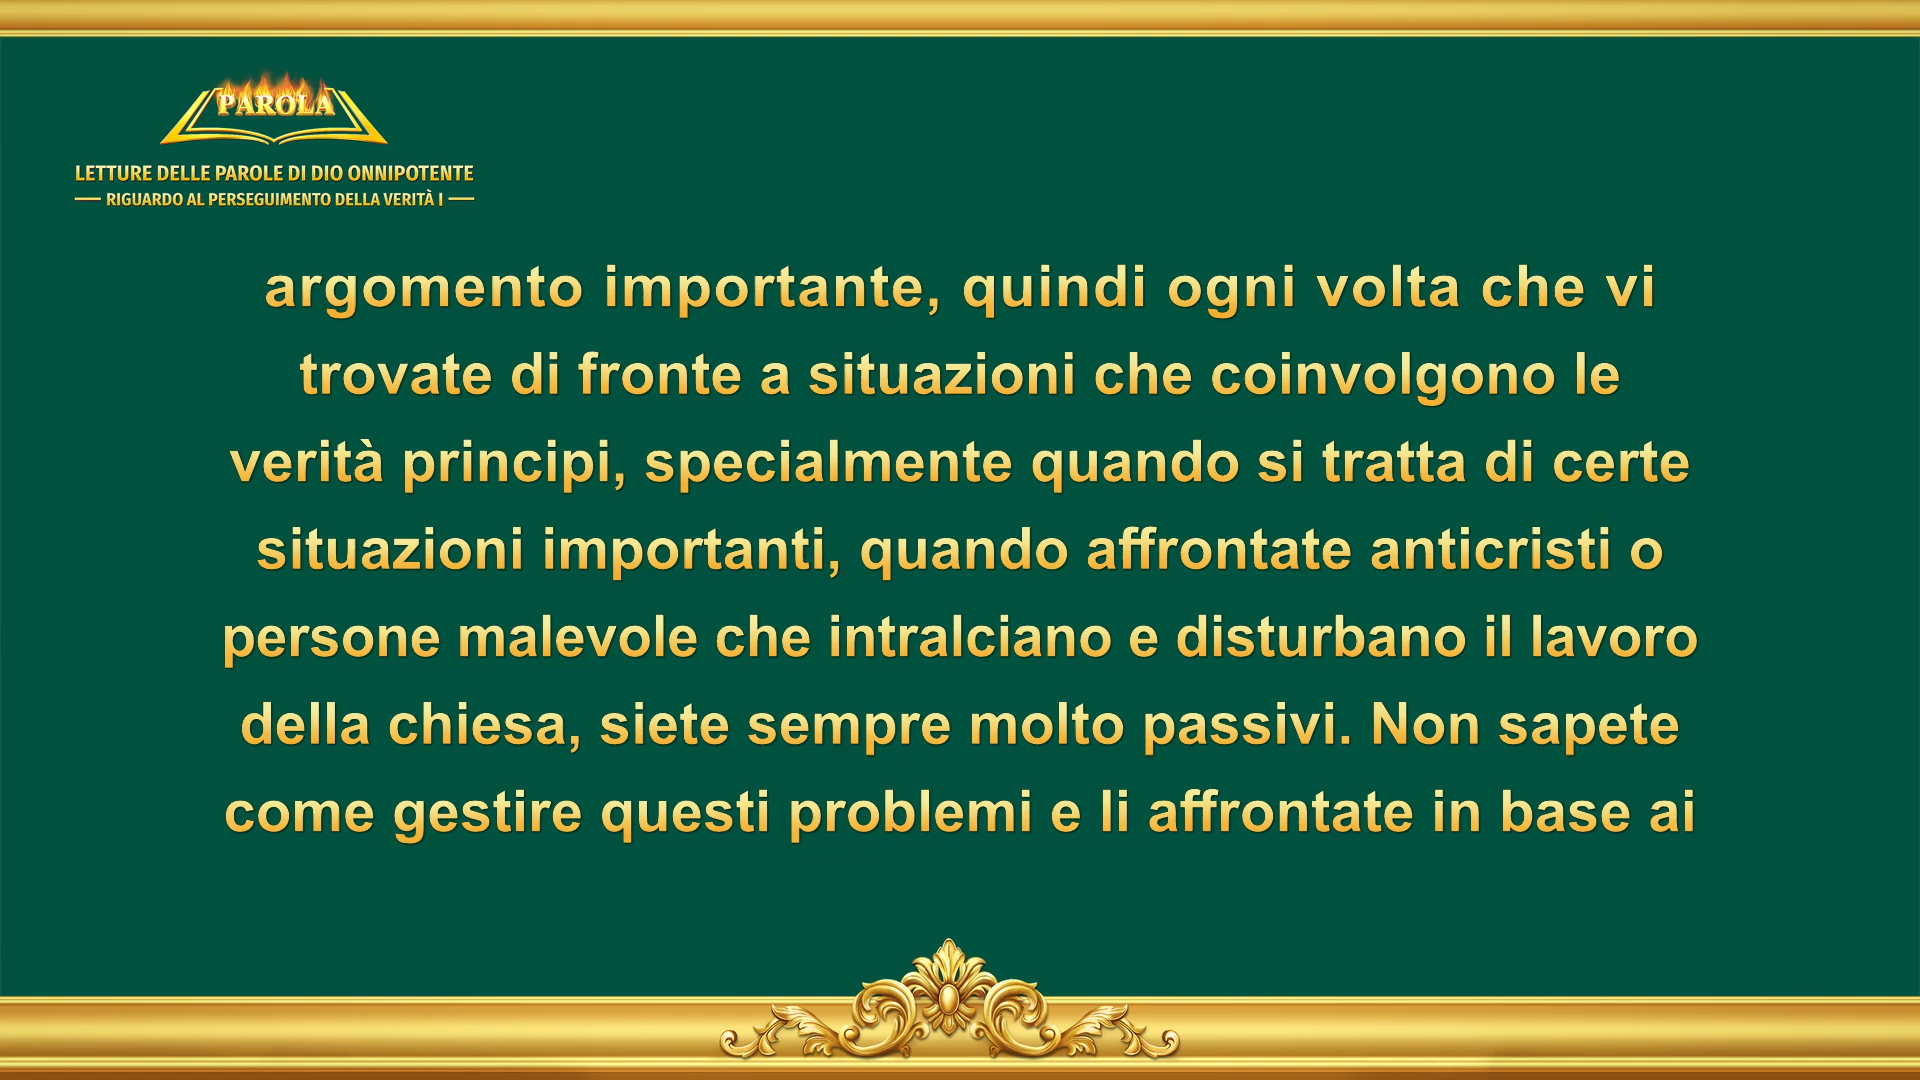 PAROLA
LETTURE DELLE PAROLE DI DIO ONNIPOTENTE
RIGUARDO AL PERSEGUIMENTO DELLA VERITÀ I
argomento importante, quindi ogni volta che vi
trovate di fronte a situazioni che coinvolgono le
verità principi, specialmente quando si tratta di certe
situazioni importanti, quando affrontate anticristi o
persone malevole che intralciano e disturbano il lavoro
della chiesa, siete sempre molto passivi. Non sapete
come gestire questi problemi e li affrontate in base ai